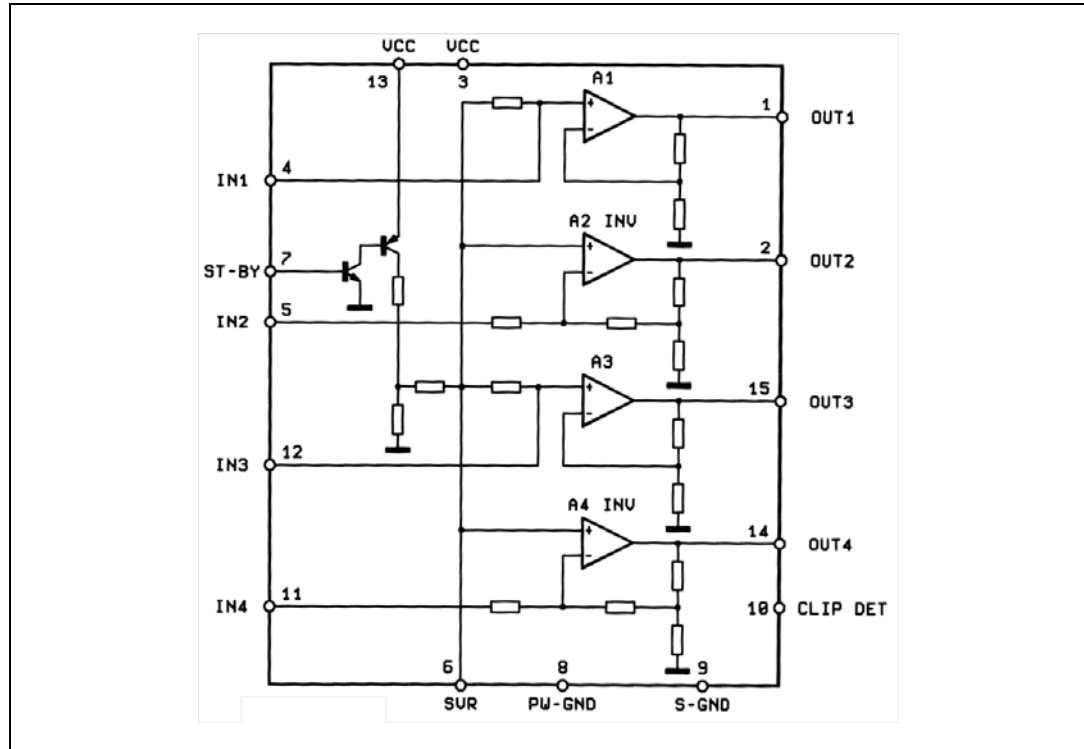 VCC VCC
13 3
A1
1 OUT1
4
IN1
A2 INV
2 OUT2
7
ST-BY
5
IN2
A3
15 OUT3
12
IN3
A4 INV
14 OUT4
11
IN4
10 CLIP DET
6 8 9
SVR PW-GND S-GND